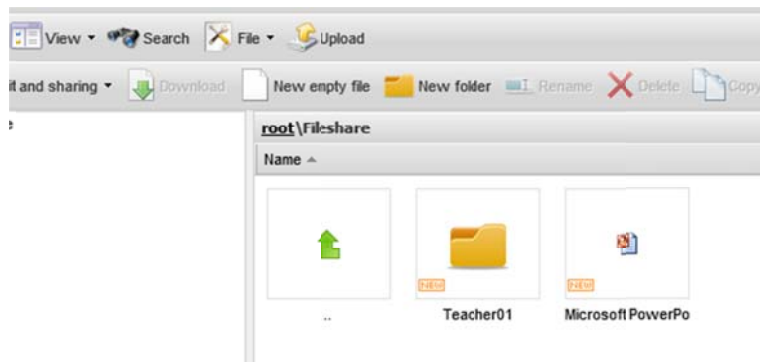 View Search File Upload
it and sharing Download New empty file New folder Rename Delete Copy
e
root\Fileshare
Name
NEW NEW
.. Teacher01 Microsoft PowerPo